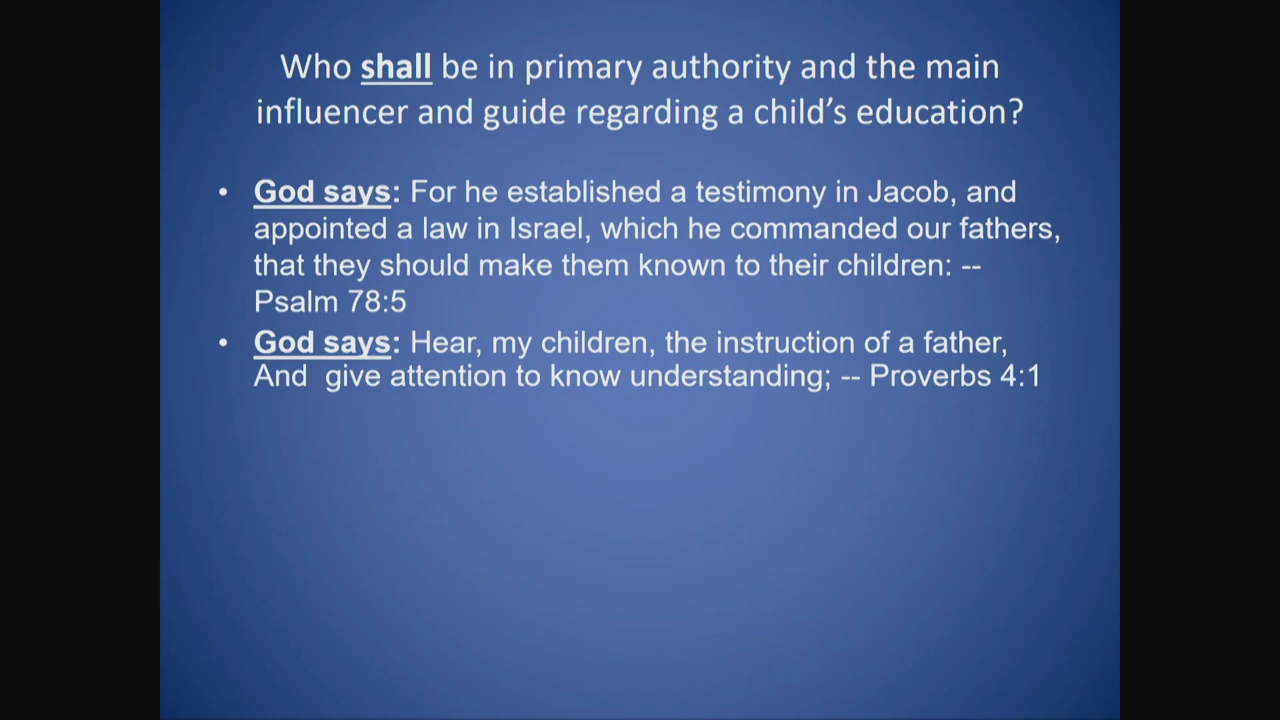 Who shall be in primary authority and the main
influencer and guide regarding a child’s education?
• God says: For he established a testimony in Jacob, and
appointed a law in Israel, which he commanded our fathers,
that they should make them known to their children: --
Psalm 78:5
• God says: Hear, my children, the instruction of a father,
And  give attention to know understanding; -- Proverbs 4:1